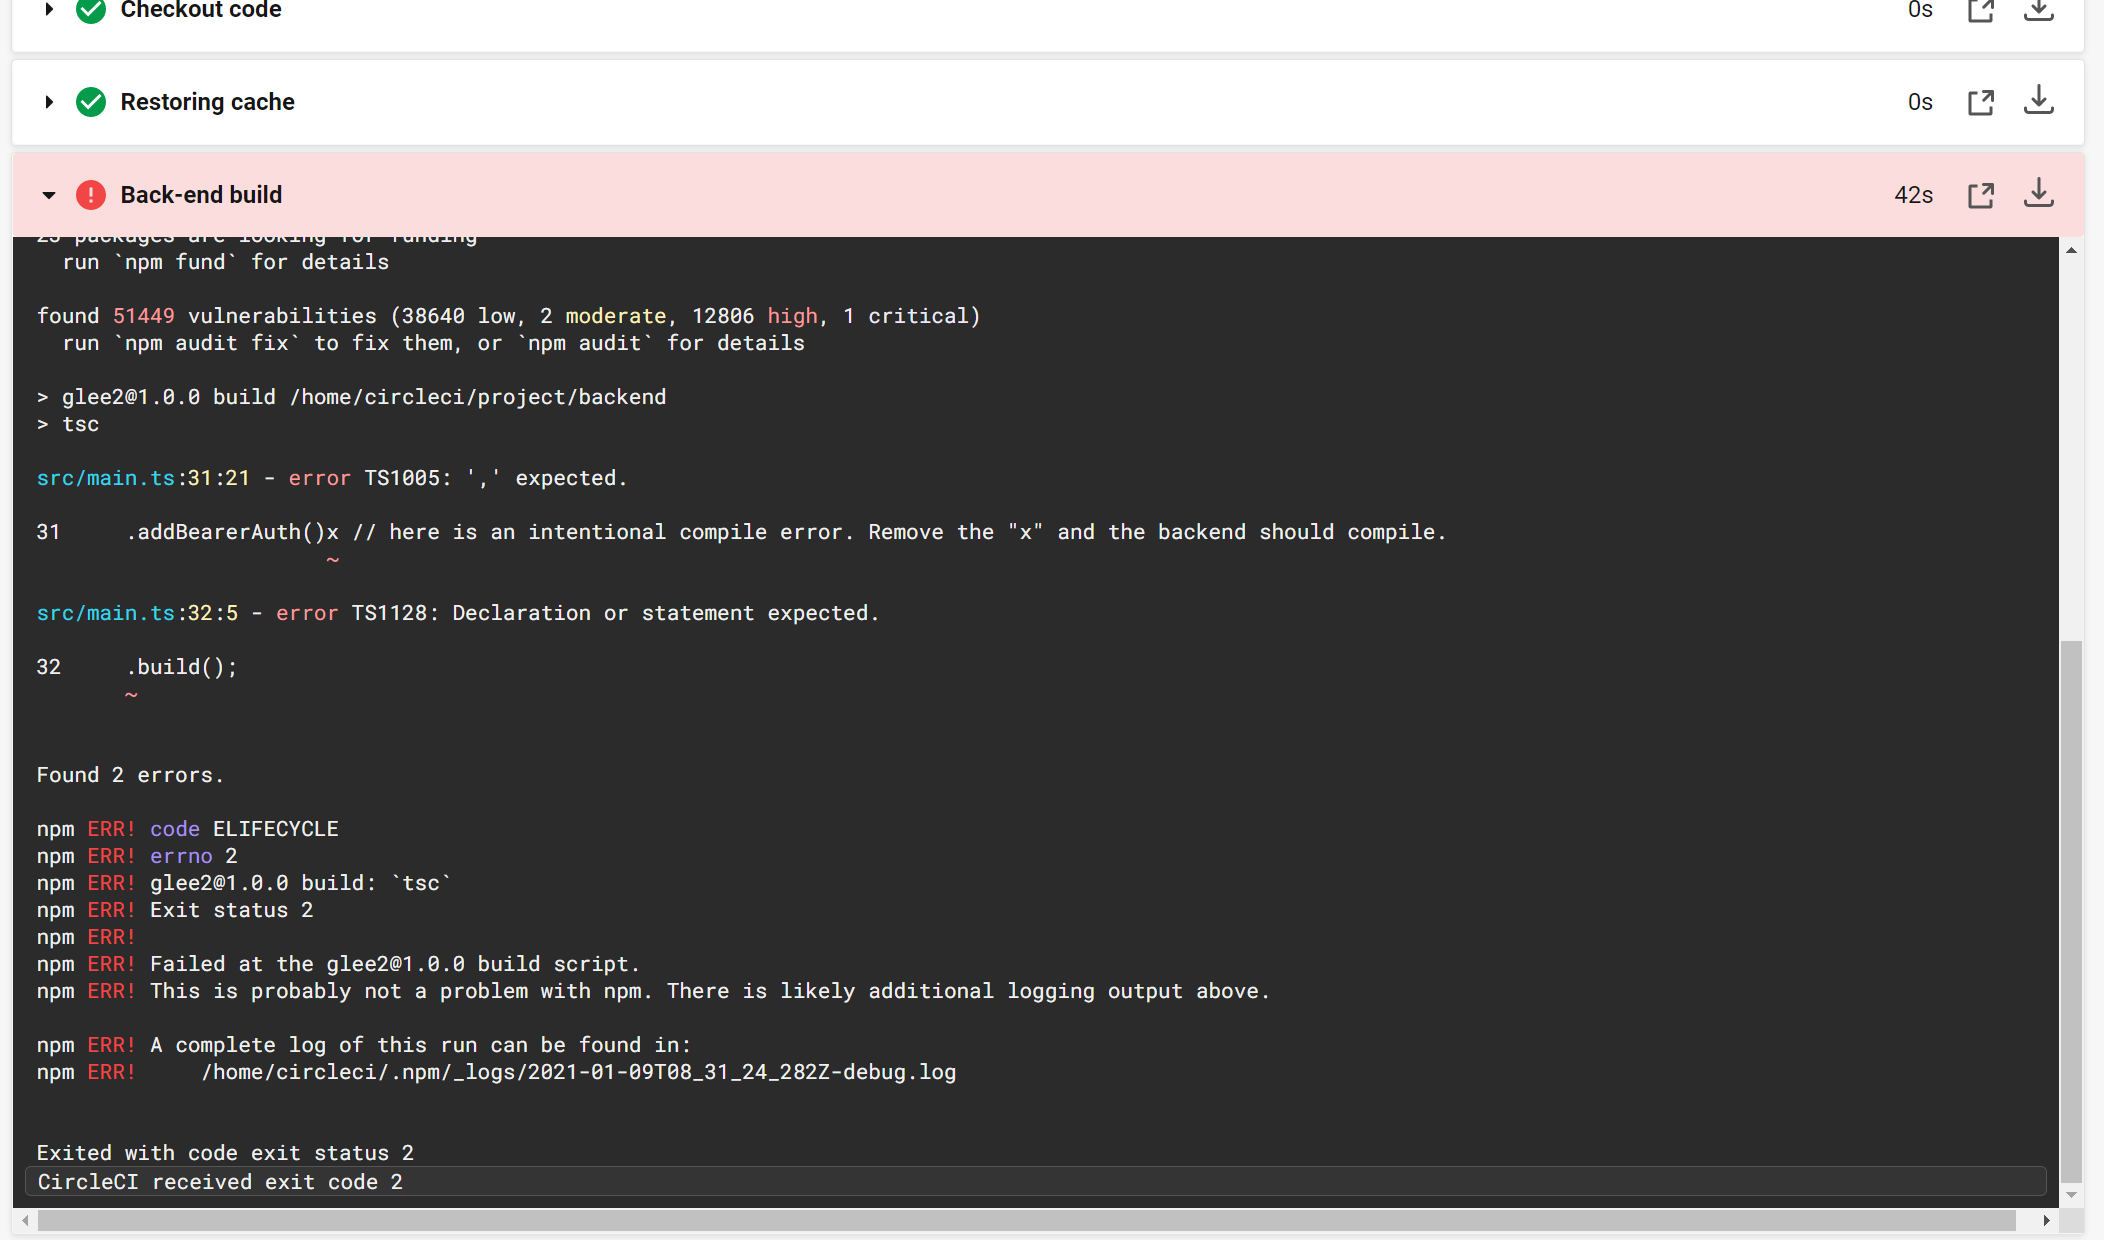 Checkout code 0s
Restoring cache 0s
Back-end build 42s
23 packages are looking for funding
  run `npm fund` for details
found 51449 vulnerabilities (38640 low, 2 moderate, 12806 high, 1 critical)
  run `npm audit fix` to fix them, or `npm audit` for details
> glee2@1.0.0 build /home/circleci/project/backend
> tsc
src/main.ts:31:21 - error TS1005: ',' expected.
31     .addBearerAuth()x // here is an intentional compile error. Remove the "x" and the backend should compile.
                       ~
src/main.ts:32:5 - error TS1128: Declaration or statement expected.
32     .build();
       ~
Found 2 errors.
npm ERR! code ELIFECYCLE
npm ERR! errno 2
npm ERR! glee2@1.0.0 build: `tsc`
npm ERR! Exit status 2
npm ERR!
npm ERR! Failed at the glee2@1.0.0 build script.
npm ERR! This is probably not a problem with npm. There is likely additional logging output above.
npm ERR! A complete log of this run can be found in:
npm ERR!     /home/circleci/.npm/_logs/2021-01-09T08_31_24_282Z-debug.log
Exited with code exit status 2
CircleCI received exit code 2